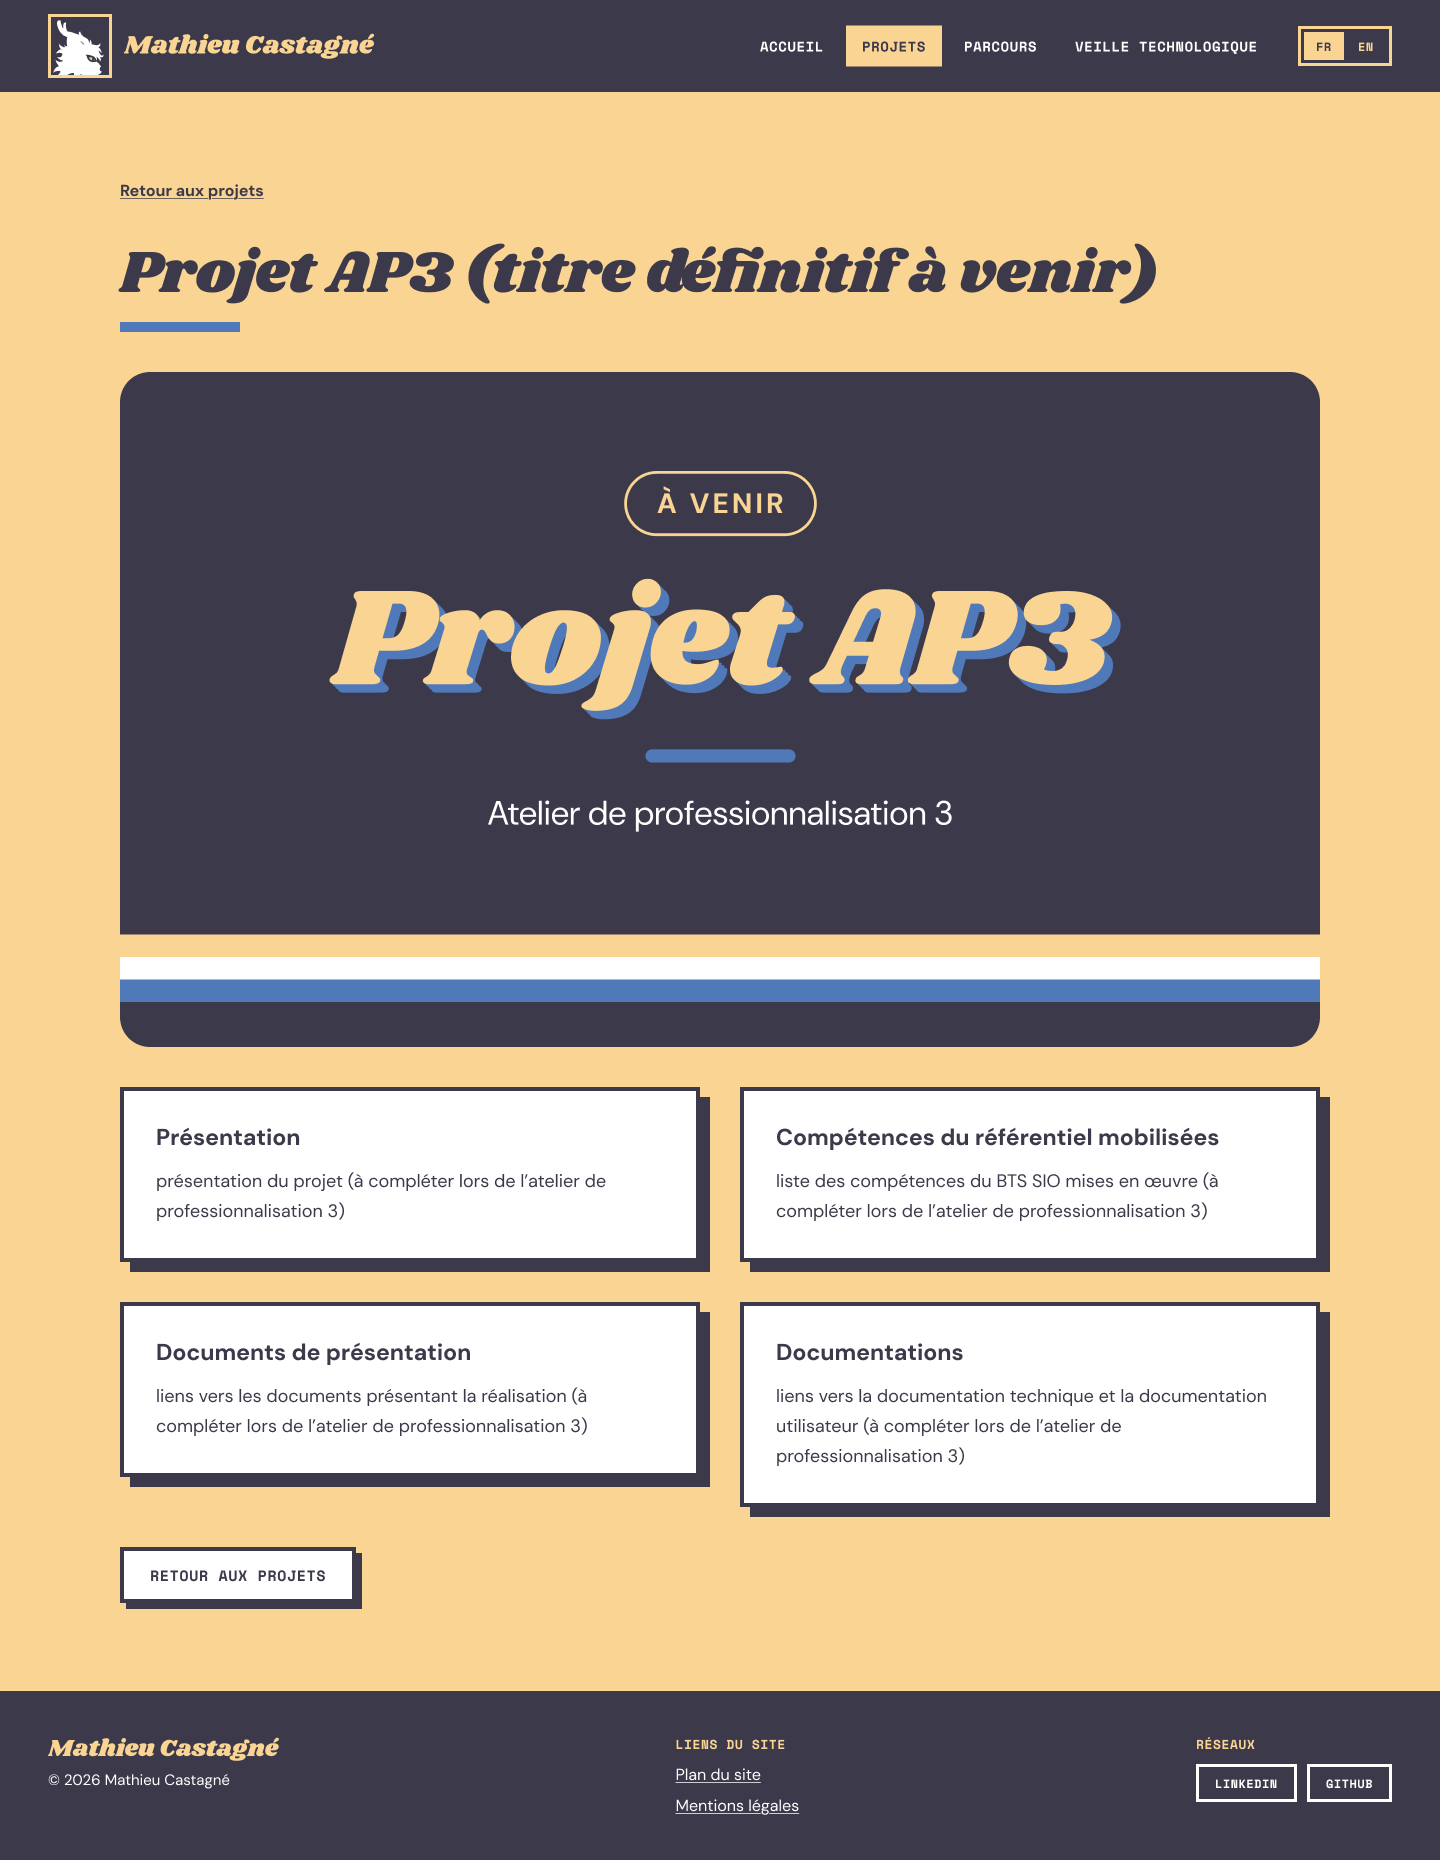 Mathieu Castagné
ACCUEIL
PROJETS
PARCOURS
VEILLE TECHNOLOGIQUE
FR
EN
Retour aux projets
Projet AP3 (titre définitif à venir)
À VENIR
Projet AP3
Atelier de professionnalisation 3
Présentation
présentation du projet (à compléter lors de l’atelier de
professionnalisation 3)
Compétences du référentiel mobilisées
liste des compétences du BTS SIO mises en œuvre (à
compléter lors de l’atelier de professionnalisation 3)
Documents de présentation
liens vers les documents présentant la réalisation (à
compléter lors de l’atelier de professionnalisation 3)
Documentations
liens vers la documentation technique et la documentation
utilisateur (à compléter lors de l’atelier de
professionnalisation 3)
RETOUR AUX PROJETS
Mathieu Castagné
© 2026 Mathieu Castagné
LIENS DU SITE
Plan du site
Mentions légales
RÉSEAUX
LINKEDIN
GITHUB